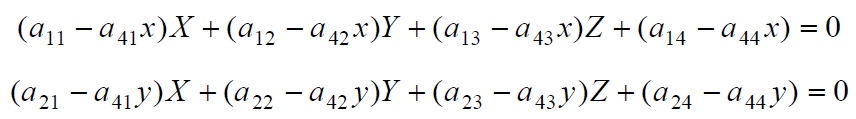 (a₁₁ − a₄₁x)X + (a₁₂ − a₄₂x)Y + (a₁₃ − a₄₃x)Z + (a₁₄ − a₄₄x) = 0
(a₂₁ − a₄₁y)X + (a₂₂ − a₄₂y)Y + (a₂₃ − a₄₃y)Z + (a₂₄ − a₄₄y) = 0